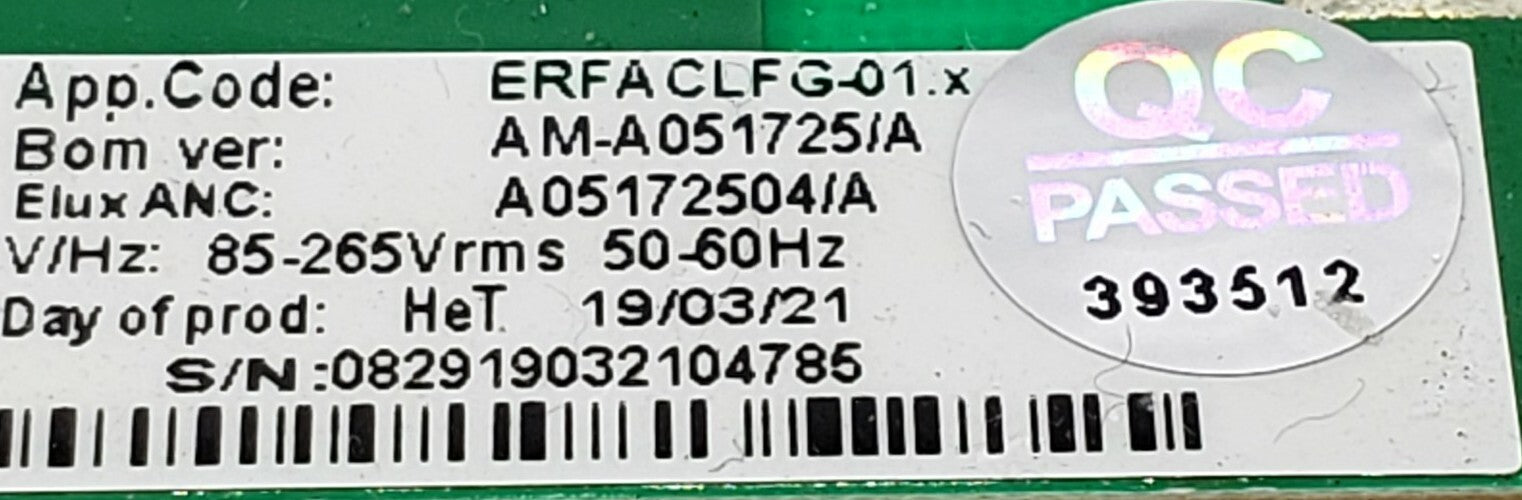 App.Code: ERFACLFG-01.x
Bom ver: AM-A051725/A
Elux ANC: A05172504/A
V/Hz: 85-265Vrms 50-60Hz
Day of prod: HeT. 19/03/21
S/N:082919032104785
QC
PASSED
393512